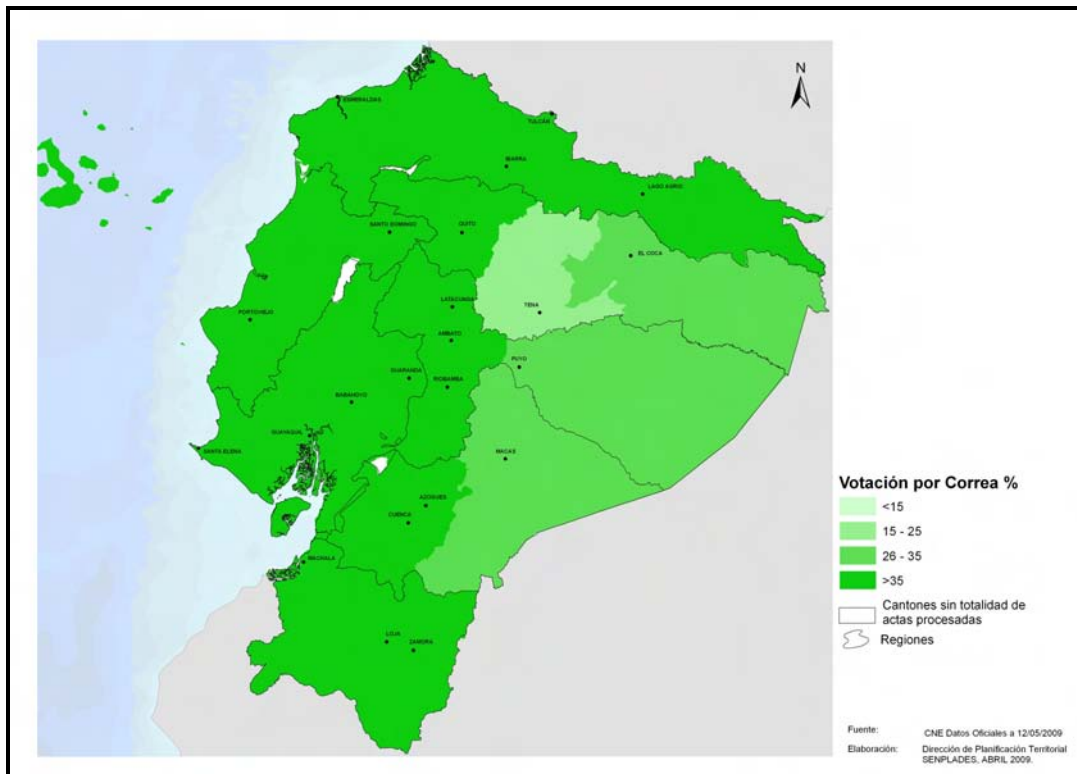 N
ESMERALDAS
TULCÁN
IBARRA
LAGO AGRIO
SANTO DOMINGO
QUITO
EL COCA
LATACUNGA
TENA
PORTOVIEJO
AMBATO
PUYO
GUARANDA
RIOBAMBA
BABAHOYO
GUAYAQUIL
SANTA ELENA
MACAS
AZOGUES
CUENCA
MACHALA
LOJA
ZAMORA
Votación por Correa %
<15
15 - 25
26 - 35
>35
Cantones sin totalidad de
actas procesadas
Regiones
Fuente: CNE Datos Oficiales a 12/05/2009
Elaboración: Dirección de Planificación Territorial
SENPLADES, ABRIL 2009.